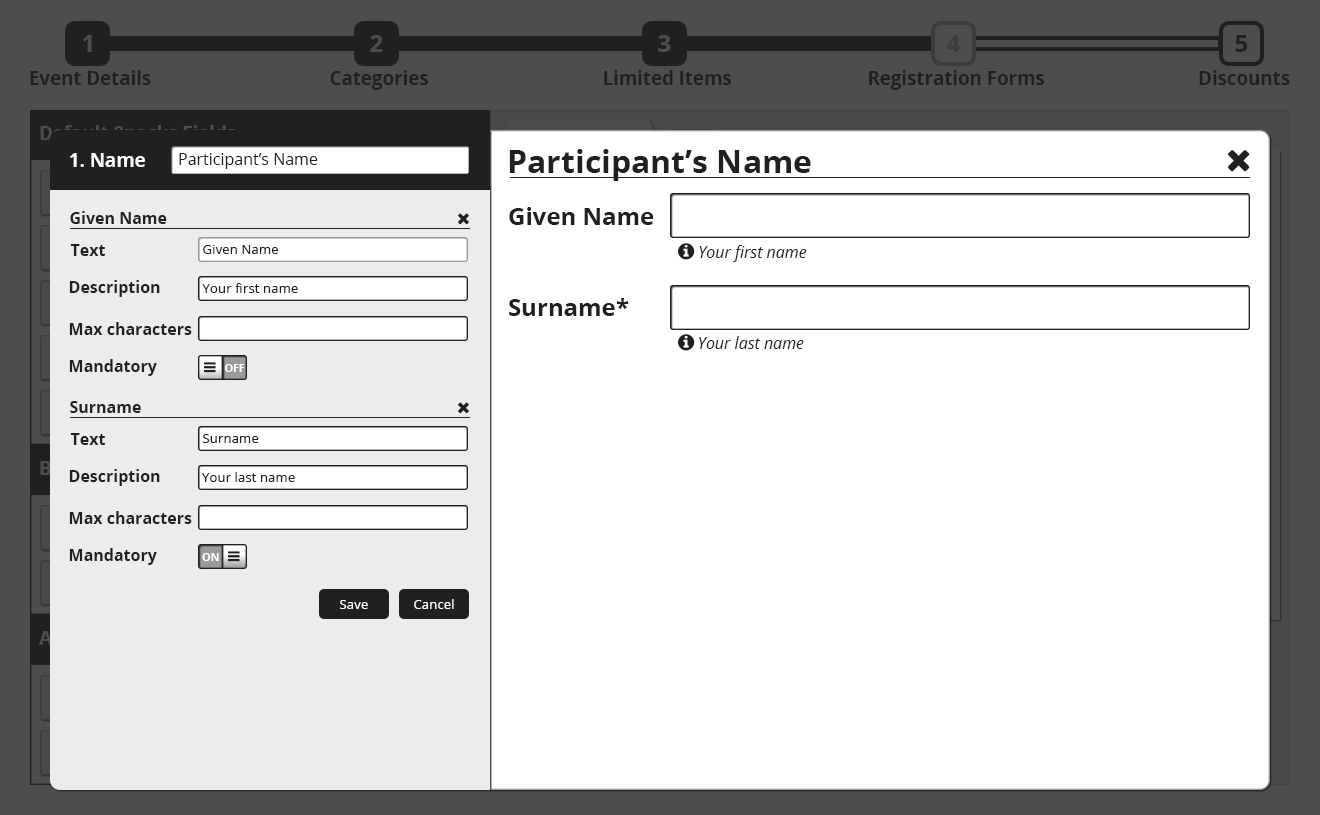 1 2 3 4 5
Event Details Categories Limited Items Registration Forms Discounts
1. Name Participant’s Name
Given Name
Text Given Name
Description Your first name
Max characters
Mandatory OFF
Surname
Text Surname
Description Your last name
Max characters
Mandatory ON
Save Cancel
Participant’s Name
Given Name
Your first name
Surname*
Your last name